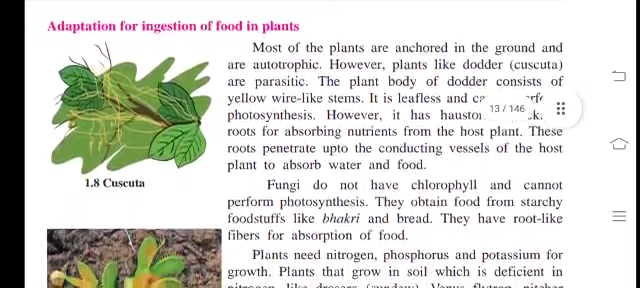 Adaptation for ingestion of food in plants
Most of the plants are anchored in the ground and
are autotrophic. However, plants like dodder (cuscuta)
are parasitic. The plant body of dodder consists of
yellow wire-like stems. It is leafless and
photosynthesis. However, it has
roots for absorbing nutrients from the host plant. These
roots penetrate upto the conducting vessels of the host
plant to absorb water and food.
13 / 146
1.8 Cuscuta
Fungi do not have chlorophyll and cannot
perform photosynthesis. They obtain food from starchy
foodstuffs like bhakri and bread. They have root-like
fibers for absorption of food.
Plants need nitrogen, phosphorus and potassium for
growth. Plants that grow in soil which is deficient in